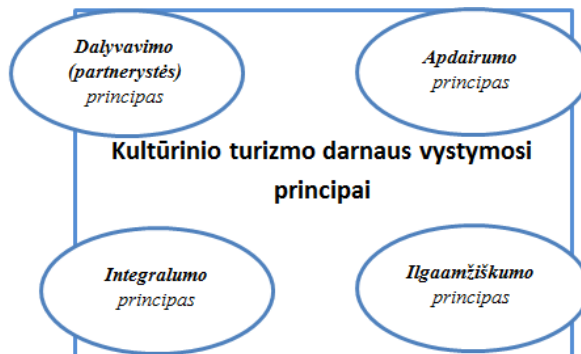 Dalyvavimo
(partnerystės)
principas
Apdairumo
principas
Kultūrinio turizmo darnaus vystymosi
principai
Integralumo
principas
Ilgaamžiškumo
principas